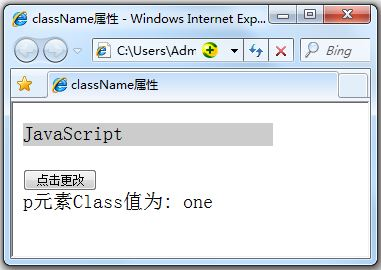 className属性 - Windows Internet Exp...
C:\Users\Adm
Bing
className属性
JavaScript
点击更改
p元素Class值为: one